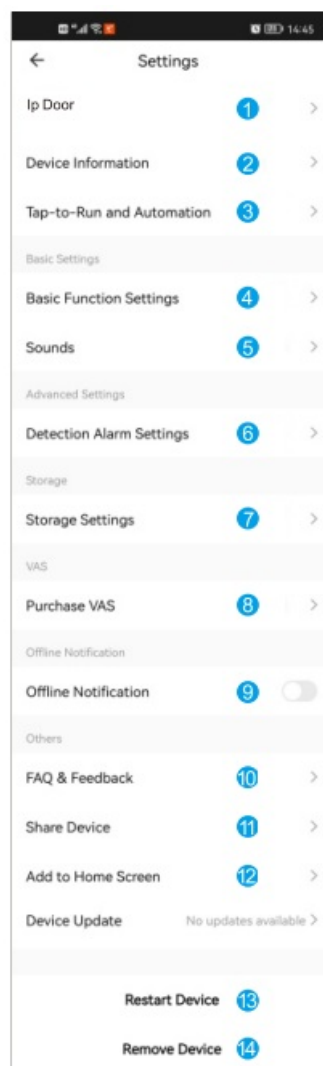 14:45
Settings
Ip Door 1
Device Information 2
Tap-to-Run and Automation 3
Basic Settings
Basic Function Settings 4
Sounds 5
Advanced Settings
Detection Alarm Settings 6
Storage
Storage Settings 7
VAS
Purchase VAS 8
Offline Notification
Offline Notification 9
Others
FAQ & Feedback 10
Share Device 11
Add to Home Screen 12
Device Update No updates available
Restart Device 13
Remove Device 14